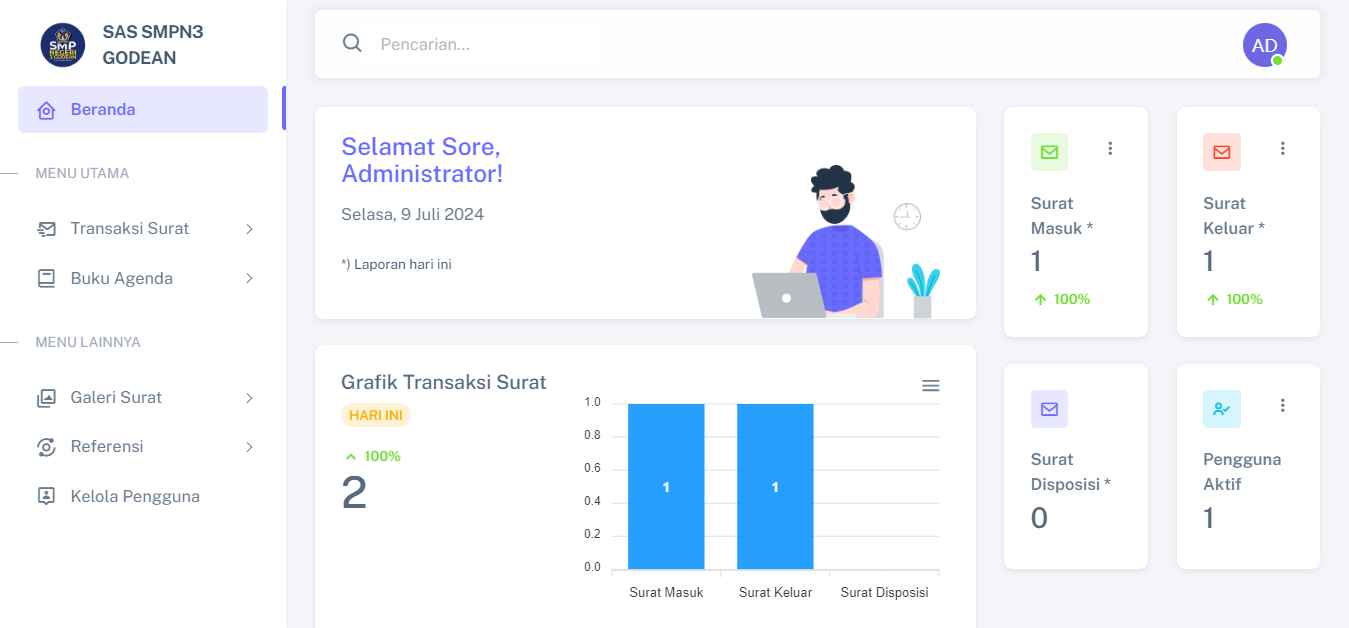 SMP
NEGERI
3 GODEAN
SAS SMPN3
GODEAN
Beranda
MENU UTAMA
Transaksi Surat
Buku Agenda
MENU LAINNYA
Galeri Surat
Referensi
Kelola Pengguna
Pencarian...
AD
Selamat Sore,
Administrator!
Selasa, 9 Juli 2024
*) Laporan hari ini
Surat
Masuk *
1
100%
Surat
Keluar *
1
100%
Grafik Transaksi Surat
HARI INI
100%
2
1.0
0.8
0.6
0.4
0.2
0.0
1
1
Surat Masuk
Surat Keluar
Surat Disposisi
Surat
Disposisi *
0
Pengguna
Aktif
1